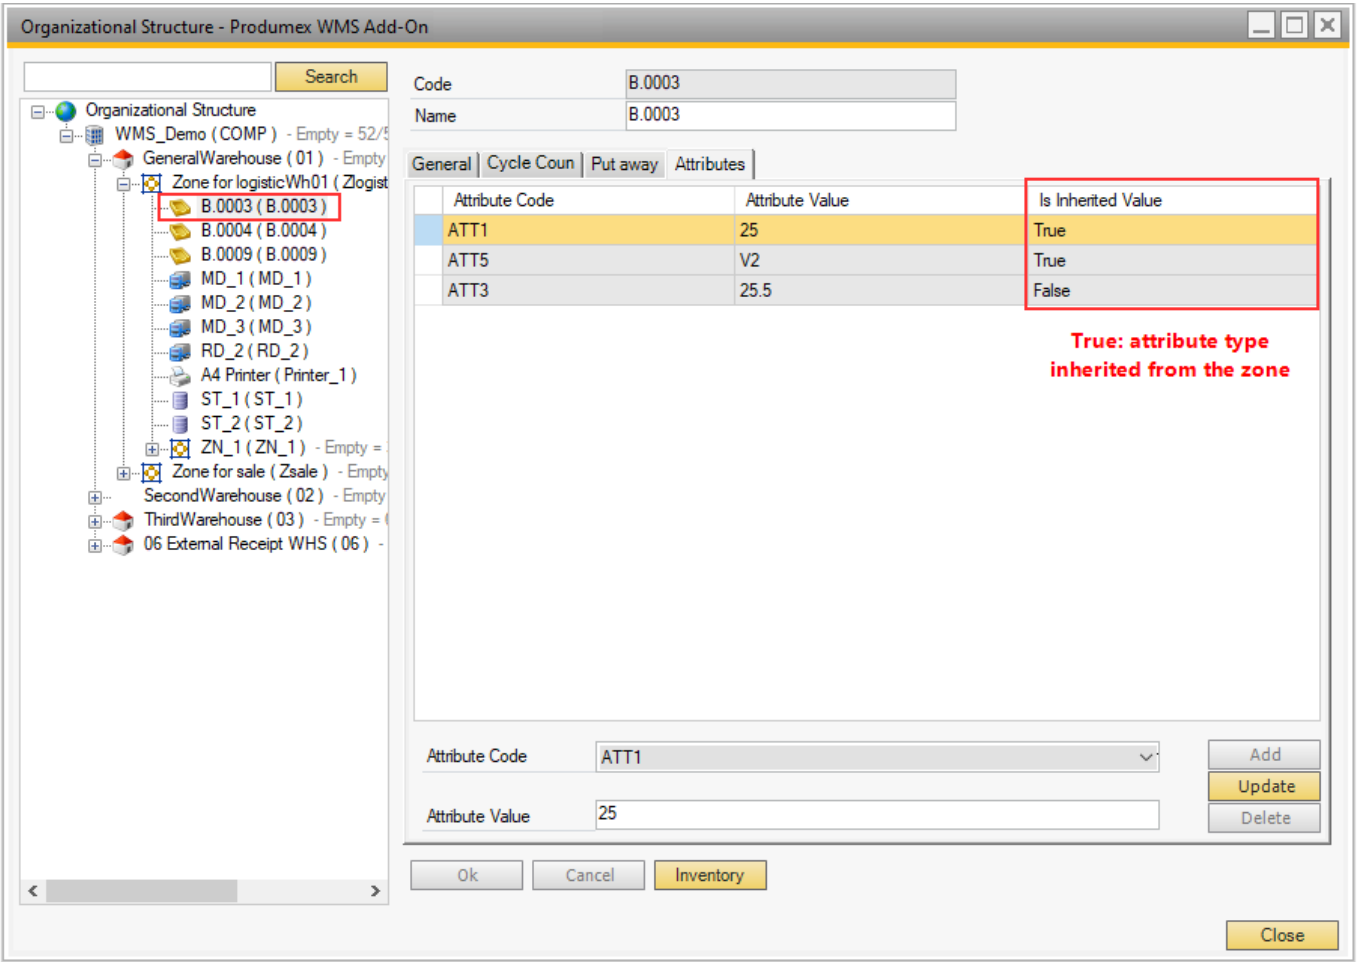 Organizational Structure - Produmex WMS Add-On
Search
Organizational Structure
WMS_Demo ( COMP ) - Empty = 52/5
GeneralWarehouse ( 01 ) - Empty
Zone for logisticWh01 ( Zlogist
B.0003 ( B.0003 )
B.0004 ( B.0004 )
B.0009 ( B.0009 )
MD_1 ( MD_1 )
MD_2 ( MD_2 )
MD_3 ( MD_3 )
RD_2 ( RD_2 )
A4 Printer ( Printer_1 )
ST_1 ( ST_1 )
ST_2 ( ST_2 )
ZN_1 ( ZN_1 ) - Empty =
Zone for sale ( Zsale ) - Empty
SecondWarehouse ( 02 ) - Empty
ThirdWarehouse ( 03 ) - Empty =
06 External Receipt WHS ( 06 ) -
Code B.0003
Name B.0003
General Cycle Coun Put away Attributes
Attribute Code Attribute Value Is Inherited Value
ATT1 25 True
ATT5 V2 True
ATT3 25.5 False
True: attribute type
inherited from the zone
Attribute Code ATT1
Add
Update
Attribute Value 25
Delete
Ok Cancel Inventory
Close